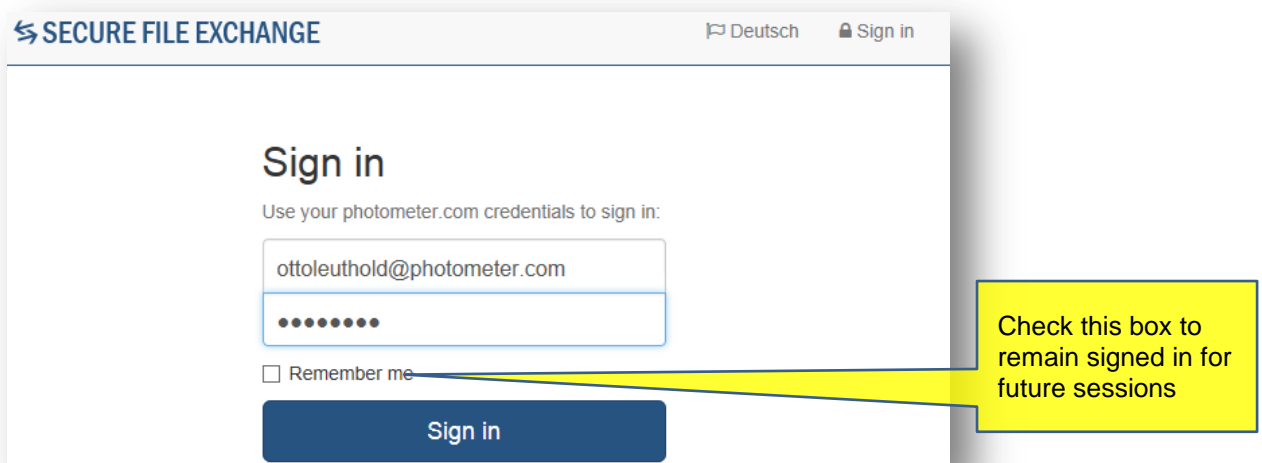 SECURE FILE EXCHANGE
Deutsch
Sign in
Sign in
Use your photometer.com credentials to sign in:
ottoleuthold@photometer.com
●●●●●●●●
Remember me
Sign in
Check this box to
remain signed in for
future sessions